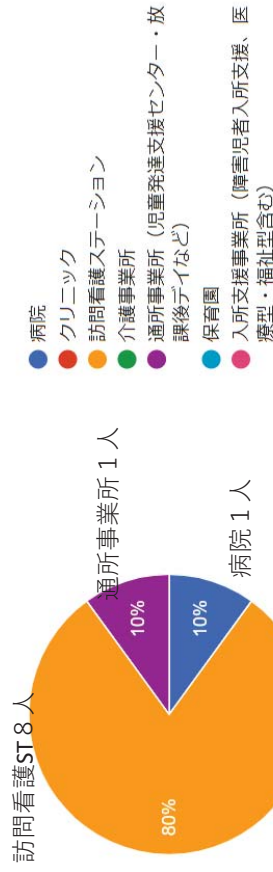 訪問看護ST 8 人
通所事業所 1 人
10%
10%
80%
病院 1 人
病院
クリニック
訪問看護ステーション
介護事業所
通所事業所（児童発達支援センター・放
課後デイなど）
保育園
入所支援事業所（障害児者入所支援、医
療型・福祉型含む）